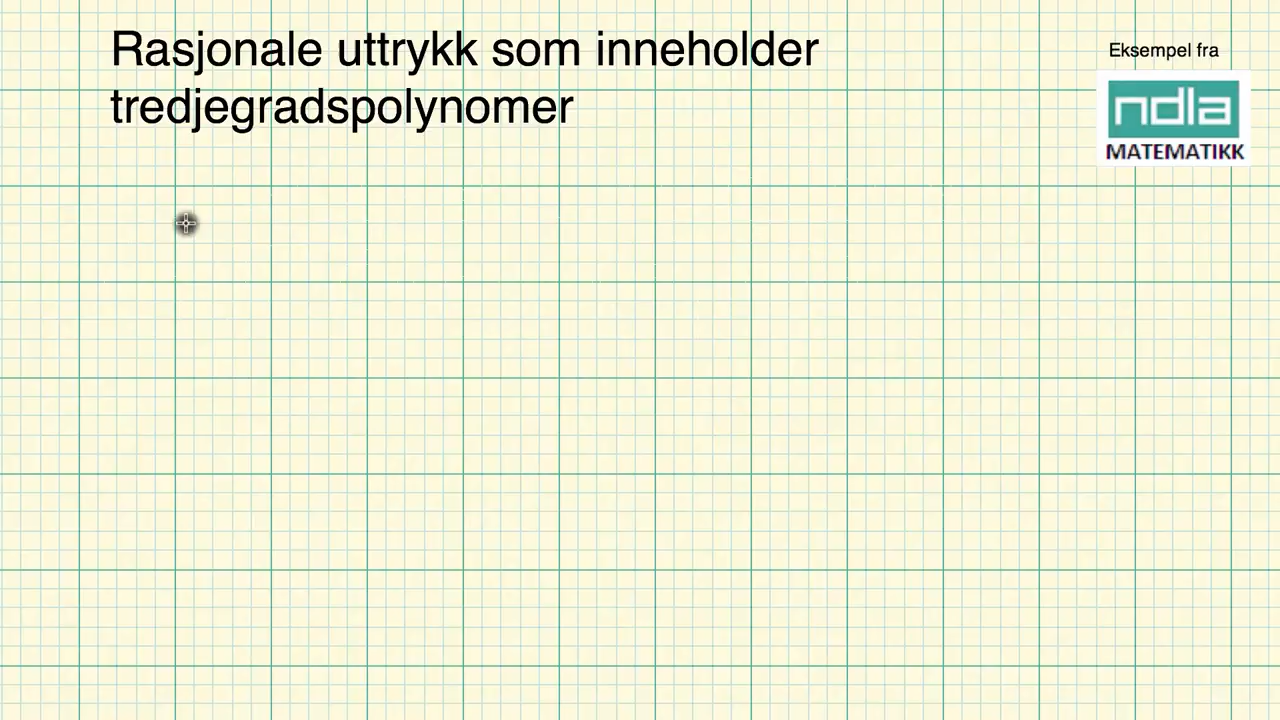 Rasjonale uttrykk som inneholder
tredjegradspolynomer
Eksempel fra
ndla
MATEMATIKK